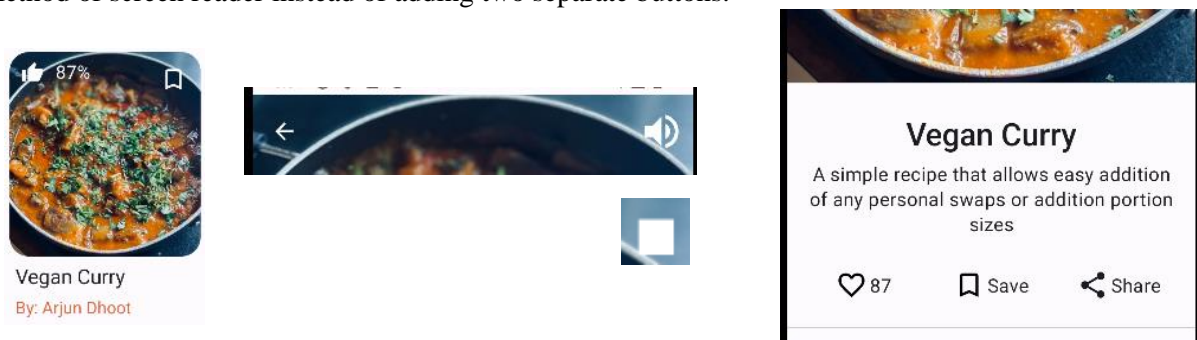 method of screen reader instead of adding two separate buttons.
87%
Vegan Curry
By: Arjun Dhoot
Vegan Curry
A simple recipe that allows easy addition
of any personal swaps or addition portion
sizes
87
Save
Share